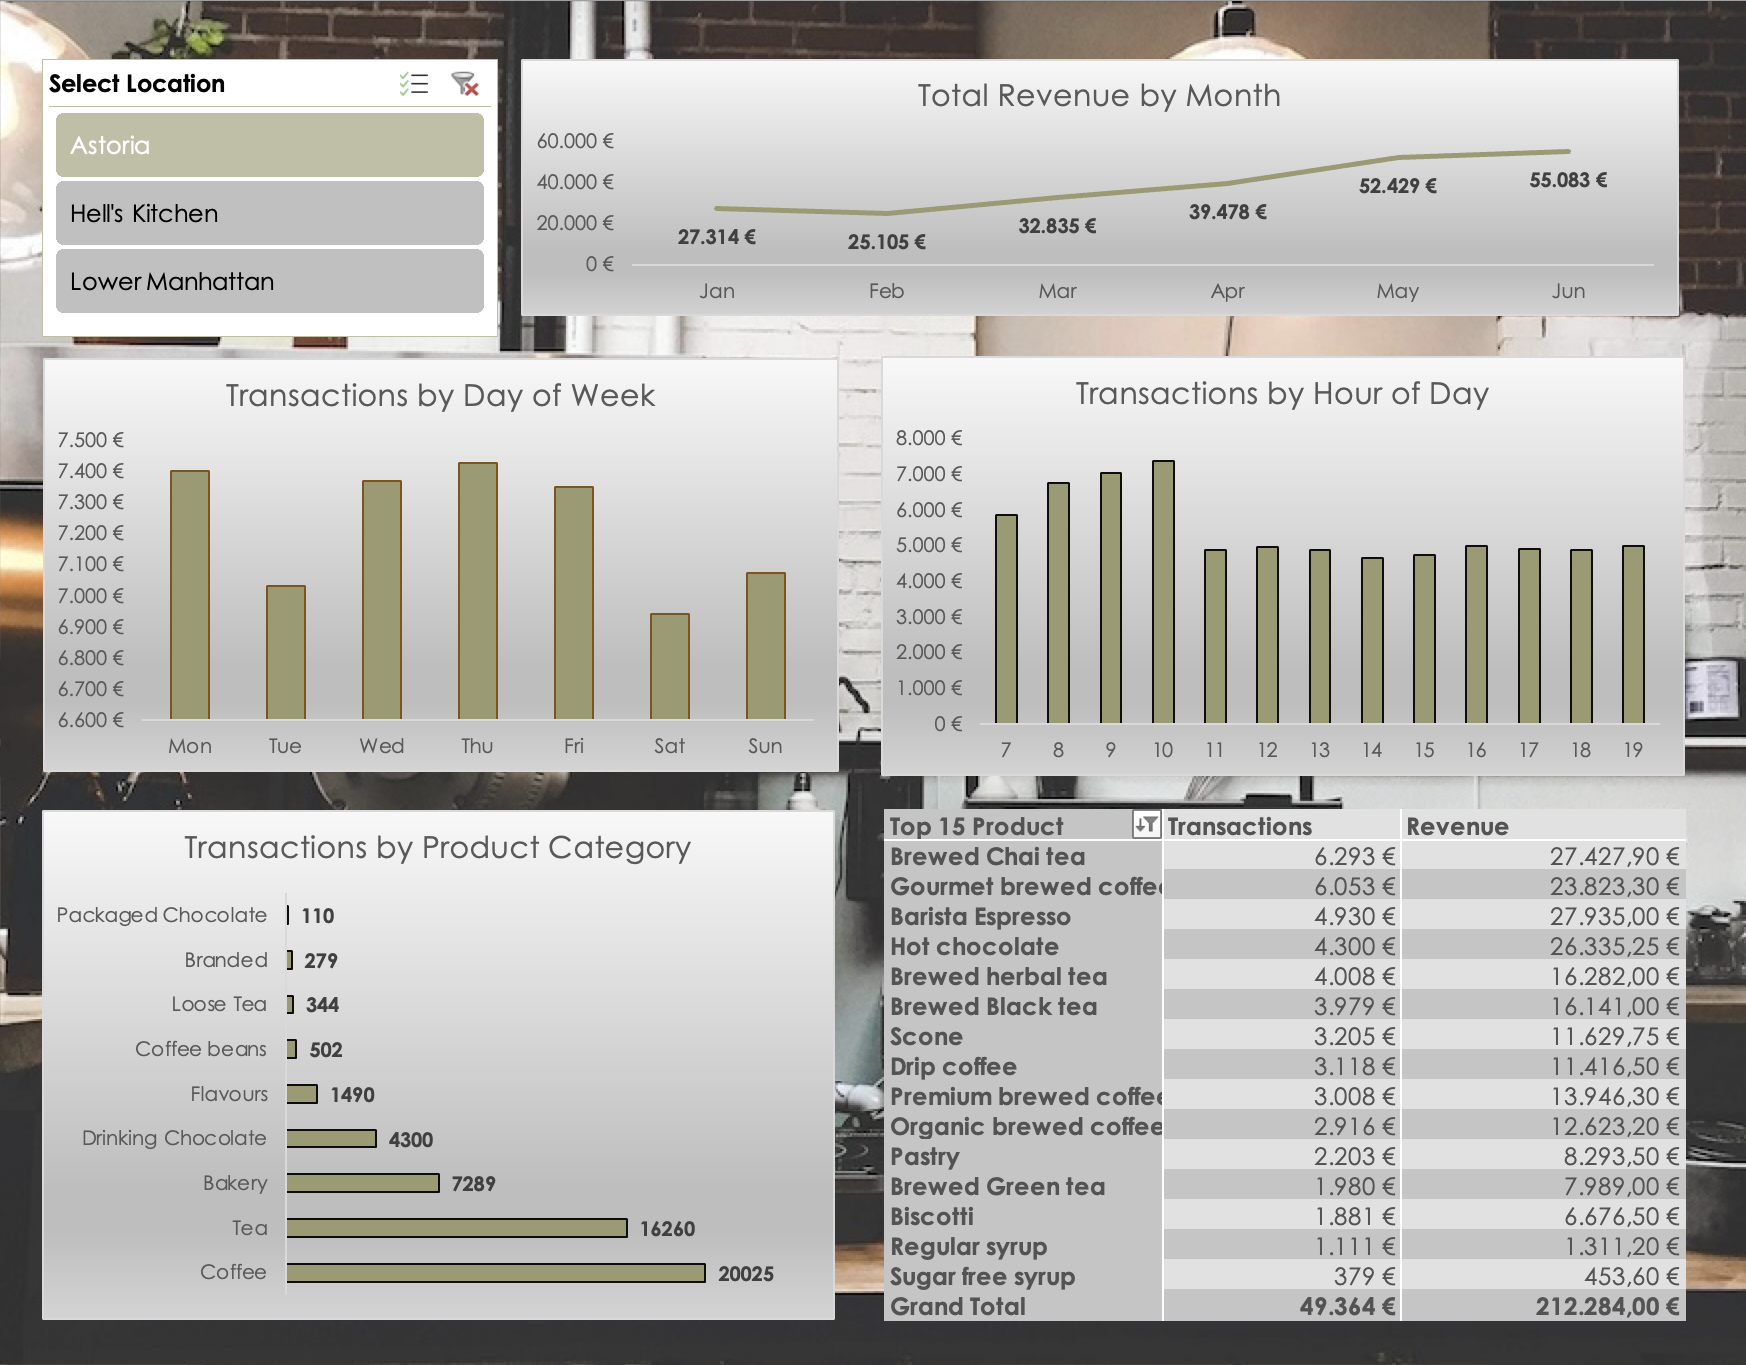 Select Location
Astoria
Hell's Kitchen
Lower Manhattan
Total Revenue by Month
60.000 €
40.000 €
20.000 €
0 €
27.314 €
25.105 €
32.835 €
39.478 €
52.429 €
55.083 €
Jan Feb Mar Apr May Jun
Transactions by Day of Week
7.500 €
7.400 €
7.300 €
7.200 €
7.100 €
7.000 €
6.900 €
6.800 €
6.700 €
6.600 €
Mon Tue Wed Thu Fri Sat Sun
Transactions by Hour of Day
8.000 €
7.000 €
6.000 €
5.000 €
4.000 €
3.000 €
2.000 €
1.000 €
0 €
7 8 9 10 11 12 13 14 15 16 17 18 19
Transactions by Product Category
Packaged Chocolate 110
Branded 279
Loose Tea 344
Coffee beans 502
Flavours 1490
Drinking Chocolate 4300
Bakery 7289
Tea 16260
Coffee 20025
Top 15 Product Transactions Revenue
Brewed Chai tea 6.293 € 27.427,90 €
Gourmet brewed coffee 6.053 € 23.823,30 €
Barista Espresso 4.930 € 27.935,00 €
Hot chocolate 4.300 € 26.335,25 €
Brewed herbal tea 4.008 € 16.282,00 €
Brewed Black tea 3.979 € 16.141,00 €
Scone 3.205 € 11.629,75 €
Drip coffee 3.118 € 11.416,50 €
Premium brewed coffee 3.008 € 13.946,30 €
Organic brewed coffee 2.916 € 12.623,20 €
Pastry 2.203 € 8.293,50 €
Brewed Green tea 1.980 € 7.989,00 €
Biscotti 1.881 € 6.676,50 €
Regular syrup 1.111 € 1.311,20 €
Sugar free syrup 379 € 453,60 €
Grand Total 49.364 € 212.284,00 €